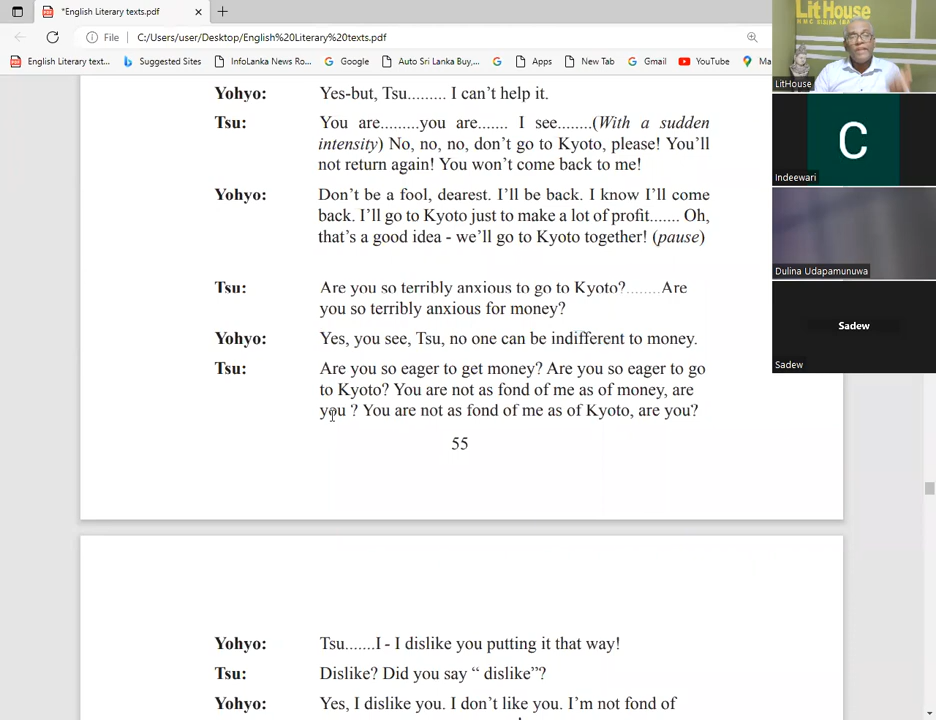 *English Literary texts.pdf
File
C:/Users/user/Desktop/English%20Literary%20texts.pdf
English Literary text...
Suggested Sites
InfoLanka News Ro...
Google
Auto Sri Lanka Buy,...
Apps
New Tab
Gmail
YouTube
Ma
Yohyo: Yes-but, Tsu......... I can't help it.
Tsu: You are.........you are....... I see........(With a sudden
intensity) No, no, no, don't go to Kyoto, please! You'll
not return again! You won't come back to me!
Yohyo: Don't be a fool, dearest. I'll be back. I know I'll come
back. I'll go to Kyoto just to make a lot of profit....... Oh,
that's a good idea - we'll go to Kyoto together! (pause)
Tsu: Are you so terribly anxious to go to Kyoto?........Are
you so terribly anxious for money?
Yohyo: Yes, you see, Tsu, no one can be indifferent to money.
Tsu: Are you so eager to get money? Are you so eager to go
to Kyoto? You are not as fond of me as of money, are
you ? You are not as fond of me as of Kyoto, are you?
55
Yohyo: Tsu.......I - I dislike you putting it that way!
Tsu: Dislike? Did you say “ dislike”?
Yohyo: Yes, I dislike you. I don't like you. I'm not fond of
LitHouse
LitHouse
C
Indeewari
Dulina Udapamunuwa
Sadew
Sadew